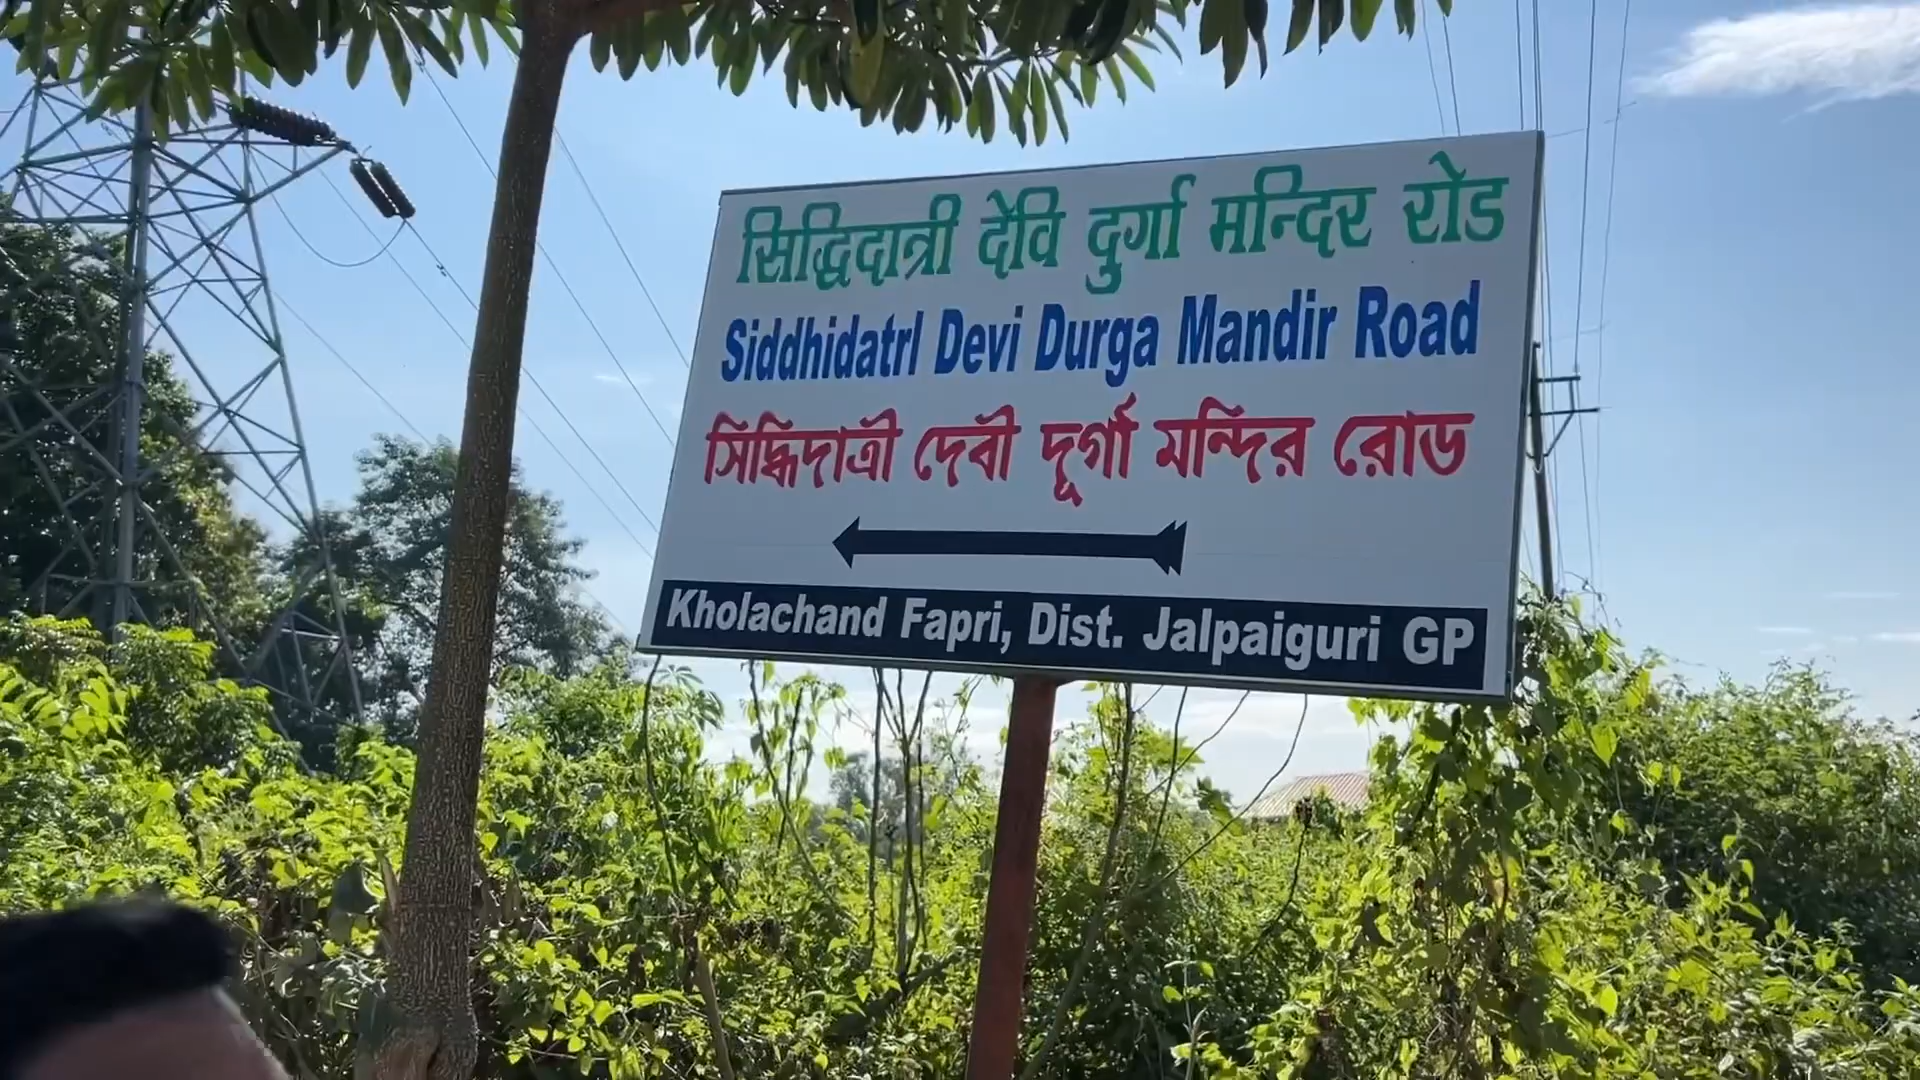 सिद्धिदात्री देवि दुर्गा मन्दिर रोड
Siddhidatrl Devi Durga Mandir Road
সিদ্ধিদাত্রী দেবী দূর্গা মন্দির রোড
Kholachand Fapri, Dist. Jalpaiguri GP